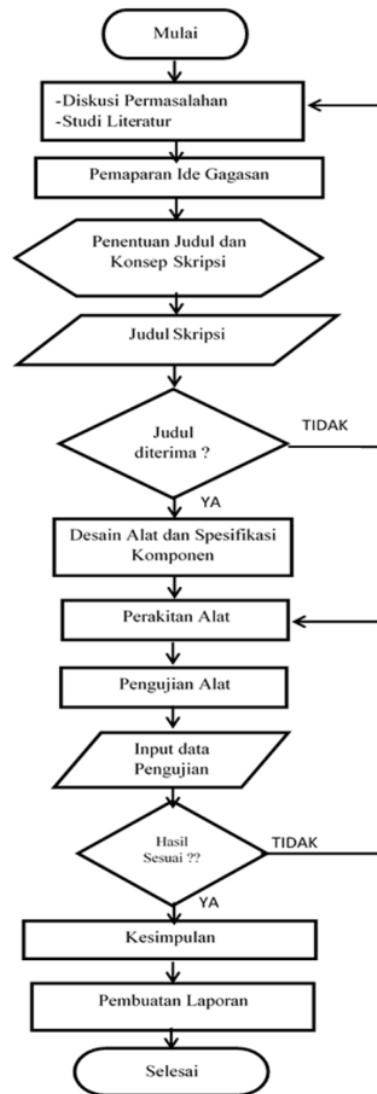 Mulai
-Diskusi Permasalahan
-Studi Literatur
Pemaparan Ide Gagasan
Penentuan Judul dan
Konsep Skripsi
Judul Skripsi
Judul
diterima ?
TIDAK
YA
Desain Alat dan Spesifikasi
Komponen
Perakitan Alat
Pengujian Alat
Input data
Pengujian
Hasil
Sesuai ??
TIDAK
YA
Kesimpulan
Pembuatan Laporan
Selesai